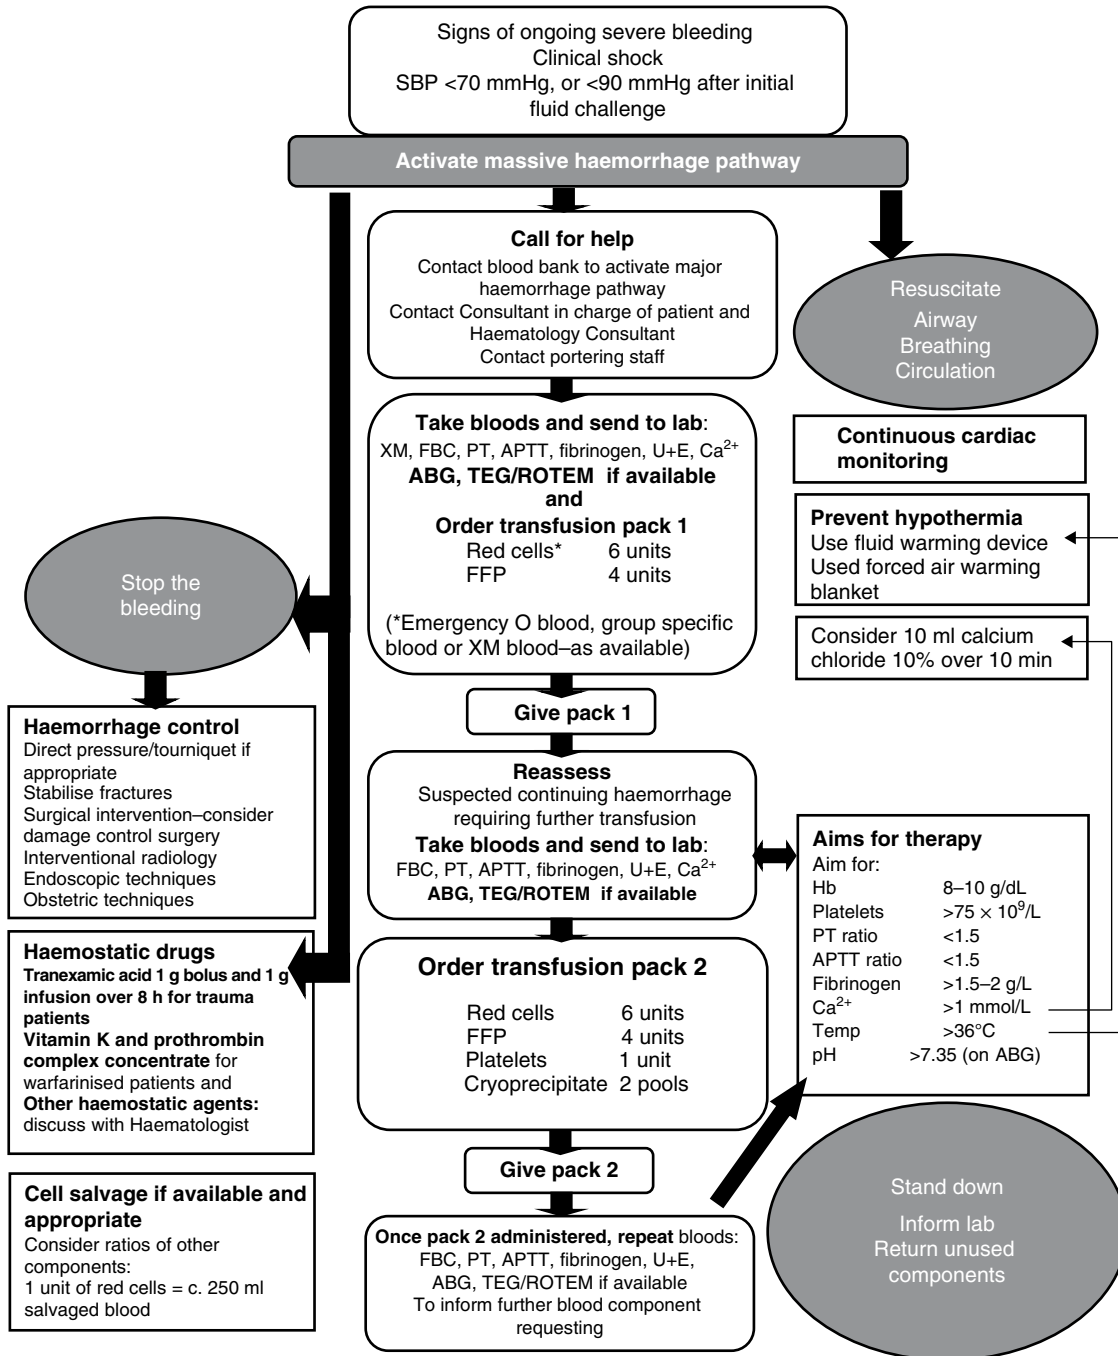 Signs of ongoing severe bleeding
Clinical shock
SBP <70 mmHg, or <90 mmHg after initial
fluid challenge
Activate massive haemorrhage pathway
Call for help
Contact blood bank to activate major
haemorrhage pathway
Contact Consultant in charge of patient and
Haematology Consultant
Contact portering staff
Resuscitate
Airway
Breathing
Circulation
Take bloods and send to lab:
XM, FBC, PT, APTT, fibrinogen, U+E, Ca²⁺
ABG, TEG/ROTEM if available
and
Order transfusion pack 1
Red cells* 6 units
FFP 4 units
(*Emergency O blood, group specific
blood or XM blood–as available)
Continuous cardiac
monitoring
Prevent hypothermia
Use fluid warming device
Used forced air warming
blanket
Consider 10 ml calcium
chloride 10% over 10 min
Stop the
bleeding
Give pack 1
Haemorrhage control
Direct pressure/tourniquet if
appropriate
Stabilise fractures
Surgical intervention–consider
damage control surgery
Interventional radiology
Endoscopic techniques
Obstetric techniques
Reassess
Suspected continuing haemorrhage
requiring further transfusion
Take bloods and send to lab:
FBC, PT, APTT, fibrinogen, U+E, Ca²⁺
ABG, TEG/ROTEM if available
Aims for therapy
Aim for:
Hb 8–10 g/dL
Platelets >75 × 10⁹/L
PT ratio <1.5
APTT ratio <1.5
Fibrinogen >1.5–2 g/L
Ca²⁺ >1 mmol/L
Temp >36°C
pH >7.35 (on ABG)
Haemostatic drugs
Tranexamic acid 1 g bolus and 1 g
infusion over 8 h for trauma
patients
Vitamin K and prothrombin
complex concentrate for
warfarinised patients and
Other haemostatic agents:
discuss with Haematologist
Order transfusion pack 2
Red cells 6 units
FFP 4 units
Platelets 1 unit
Cryoprecipitate 2 pools
Give pack 2
Cell salvage if available and
appropriate
Consider ratios of other
components:
1 unit of red cells = c. 250 ml
salvaged blood
Once pack 2 administered, repeat bloods:
FBC, PT, APTT, fibrinogen, U+E,
ABG, TEG/ROTEM if available
To inform further blood component
requesting
Stand down
Inform lab
Return unused
components